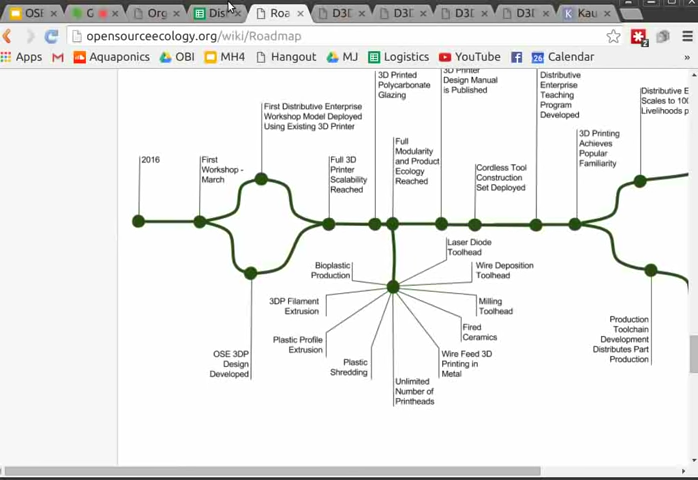 OSE
G
Org
Dist
Roa
D3D
D3D
D3D
D3D
Kau
opensourceecology.org/wiki/Roadmap
Apps
Aquaponics
OBI
MH4
Hangout
MJ
Logistics
YouTube
Calendar
3D Printed
Polycarbonate
Glazing
3D Printer
Design Manual
is Published
Distributive
Enterprise
Teaching
Program
Developed
Distributive E
Scales to 100
Livelihoods p
First Distributive Enterprise
Workshop Model Deployed
Using Existing 3D Printer
3D Printing
Achieves
Popular
Familiarity
2016
First
Workshop -
March
Full 3D
Printer
Scalability
Reached
Full
Modularity
and Product
Ecology
Reached
Cordless Tool
Construction
Set Deployed
Laser Diode
Toolhead
Bioplastic
Production
Wire Deposition
Toolhead
3DP Filament
Extrusion
Milling
Toolhead
Plastic Profile
Extrusion
Fired
Ceramics
OSE 3DP
Design
Developed
Plastic
Shredding
Wire Feed 3D
Printing in
Metal
Unlimited
Number of
Printheads
Production
Toolchain
Development
Distributes Part
Production